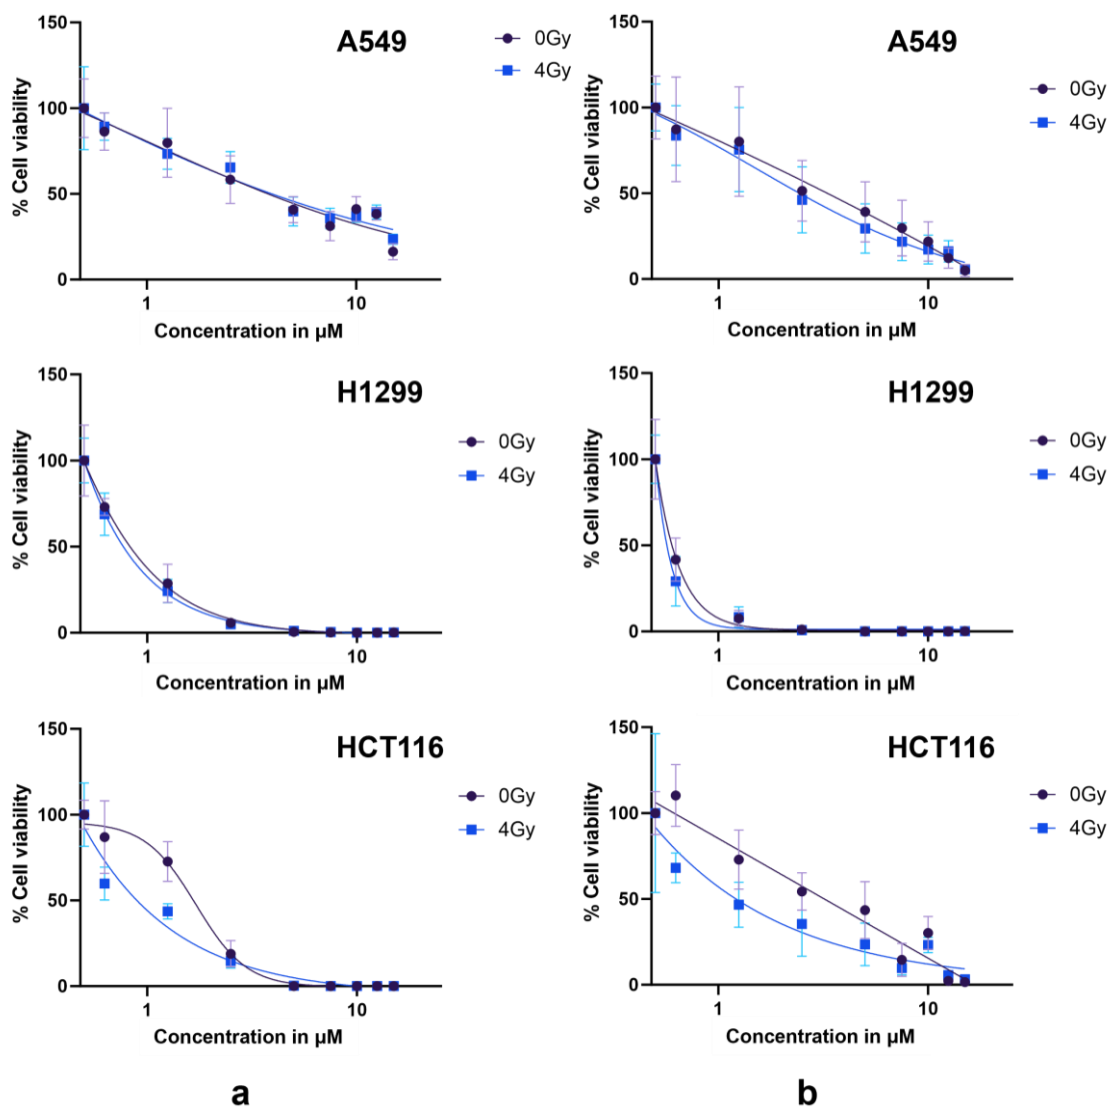 A549
0Gy
4Gy
% Cell viability
150
100
50
0
1
10
Concentration in µM
A549
0Gy
4Gy
% Cell viability
150
100
50
0
1
10
Concentration in µM
H1299
0Gy
4Gy
% Cell viability
150
100
50
0
1
10
Concentration in µM
H1299
0Gy
4Gy
% Cell viability
150
100
50
0
1
10
Concentration in µM
HCT116
0Gy
4Gy
% Cell viability
150
100
50
0
1
10
Concentration in µM
HCT116
0Gy
4Gy
% Cell viability
150
100
50
0
1
10
Concentration in µM
a
b